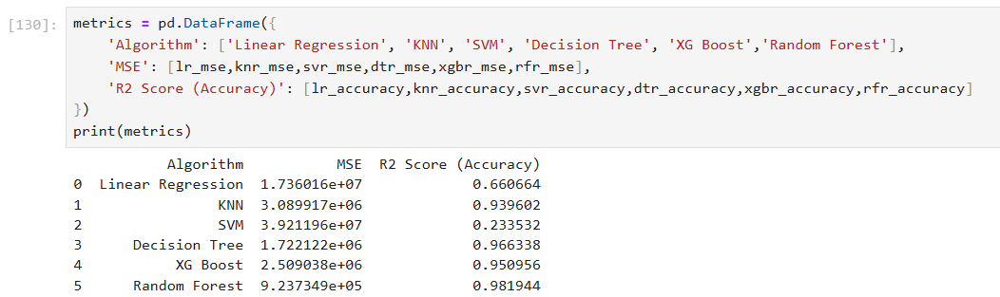 [130]: metrics = pd.DataFrame({
'Algorithm': ['Linear Regression', 'KNN', 'SVM', 'Decision Tree', 'XG Boost','Random Forest'],
'MSE': [lr_mse,knr_mse,svr_mse,dtr_mse,xgbr_mse,rfr_mse],
'R2 Score (Accuracy)': [lr_accuracy,knr_accuracy,svr_accuracy,dtr_accuracy,xgbr_accuracy,rfr_accuracy]
})
print(metrics)
Algorithm MSE R2 Score (Accuracy)
0 Linear Regression 1.736016e+07 0.660664
1 KNN 3.089917e+06 0.939602
2 SVM 3.921196e+07 0.233532
3 Decision Tree 1.722122e+06 0.966338
4 XG Boost 2.509038e+06 0.950956
5 Random Forest 9.237349e+05 0.981944